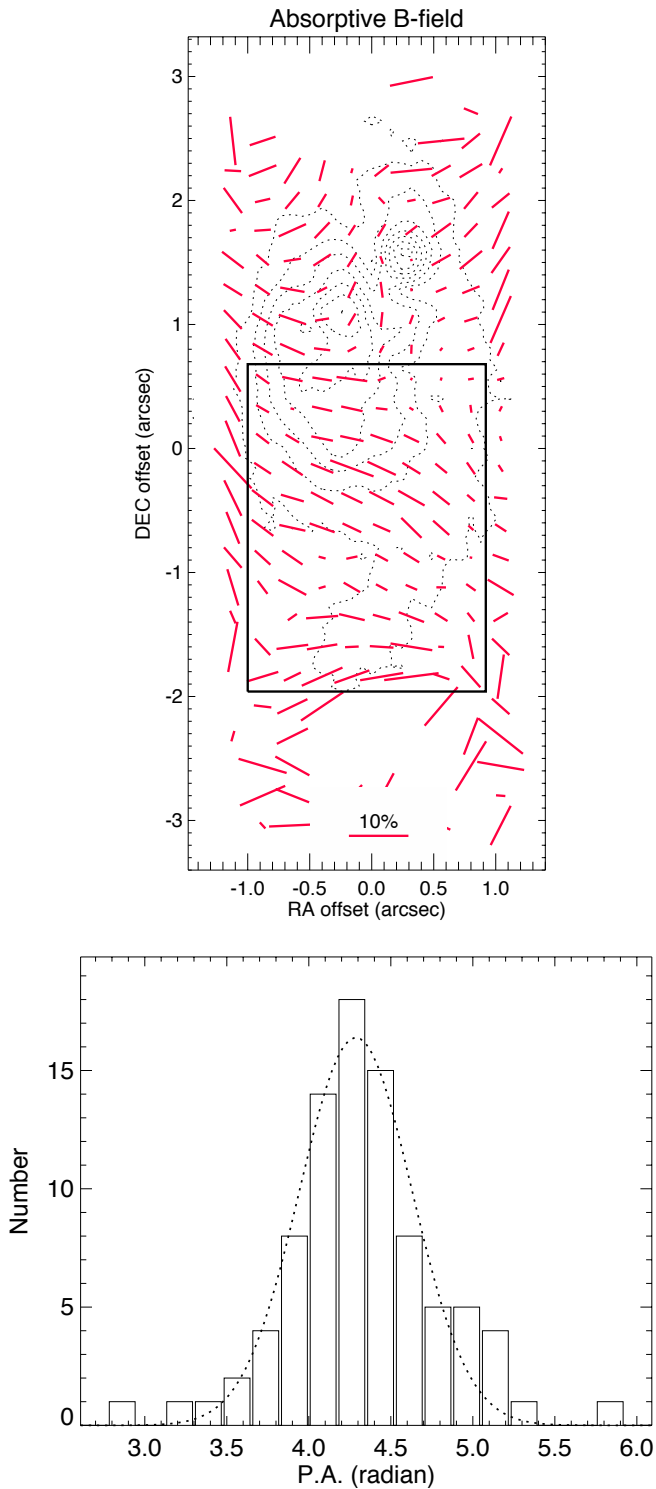 Absorptive B-field
3
2
1
0
-1
-2
-3
DEC offset (arcsec)
10%
-1.0 -0.5 0.0 0.5 1.0
RA offset (arcsec)
15
10
5
0
Number
3.0 3.5 4.0 4.5 5.0 5.5 6.0
P.A. (radian)